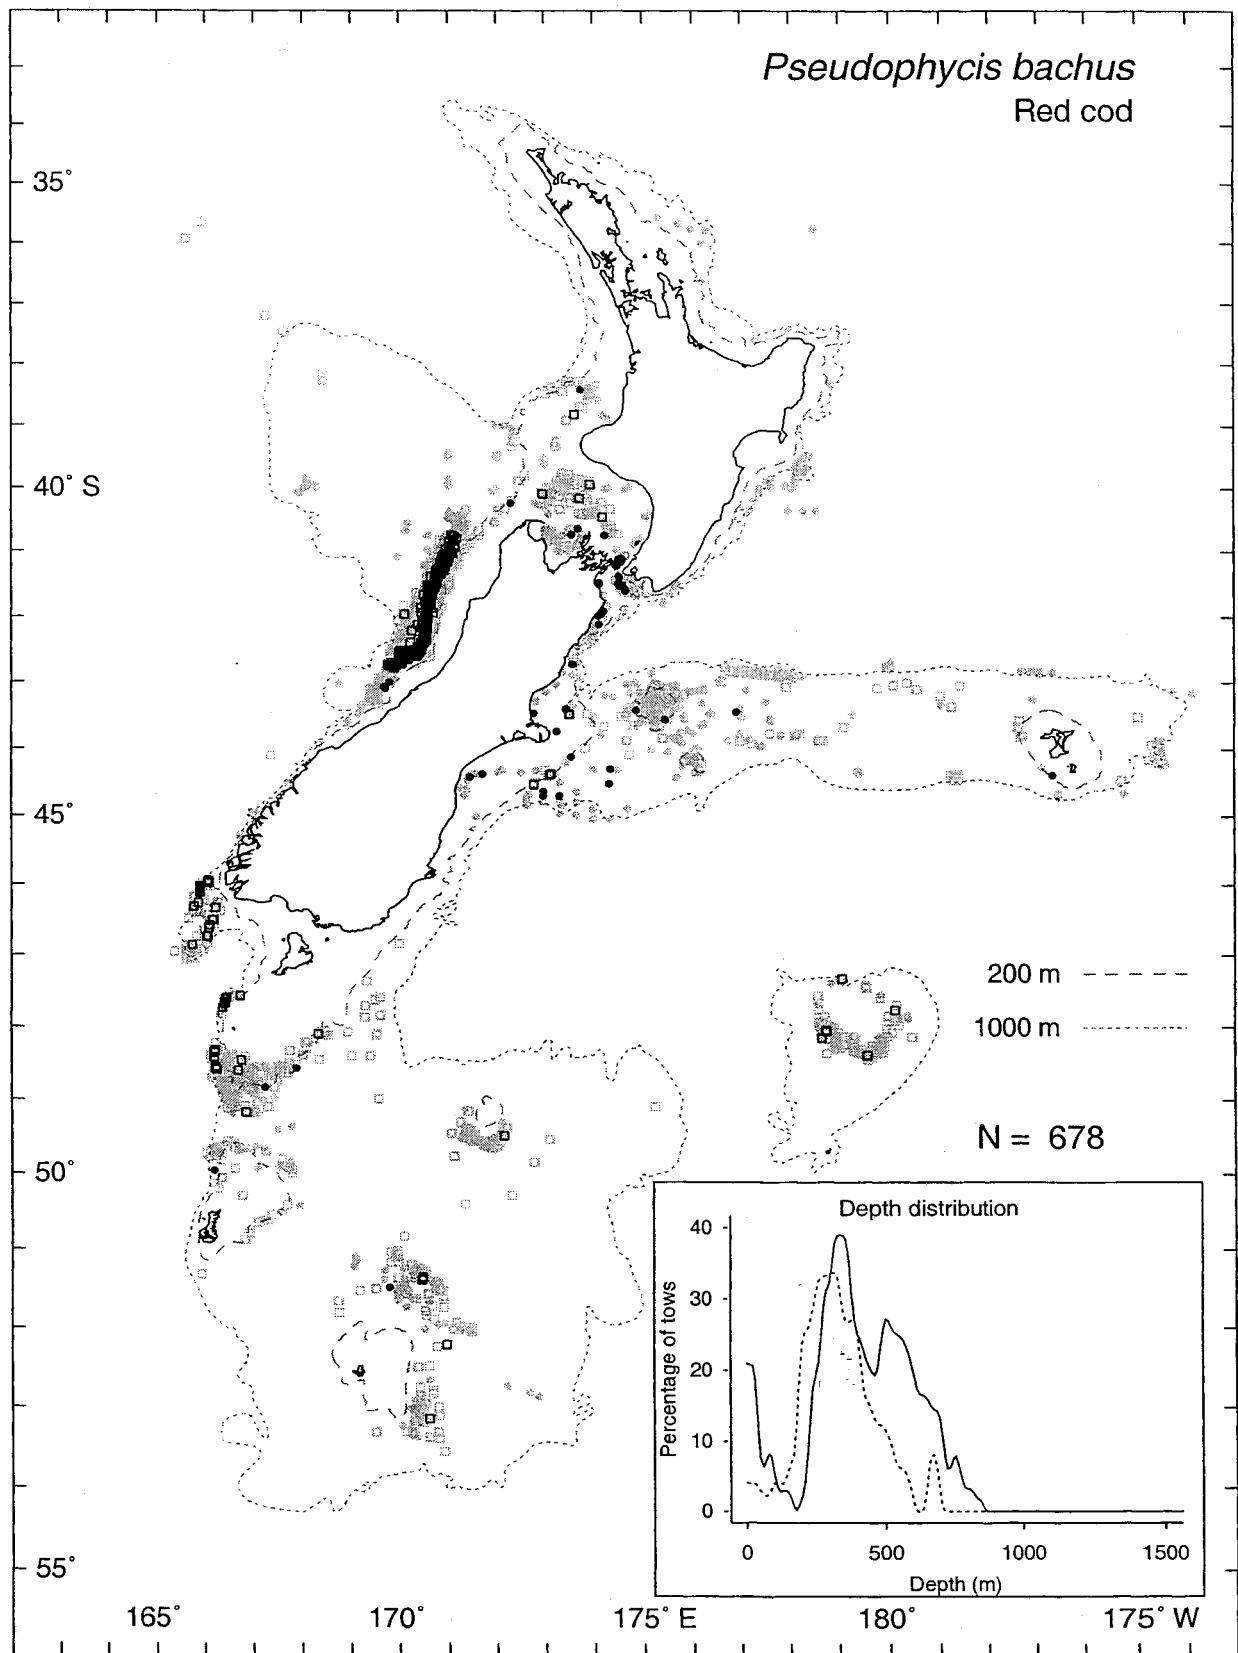 Pseudophycis bachus
Red cod
35°
40° S
45°
200 m
1000 m
N = 678
50°
Depth distribution
40
30
20
10
0
Percentage of tows
0 500 1000 1500
Depth (m)
55°
165° 170° 175° E 180° 175° W